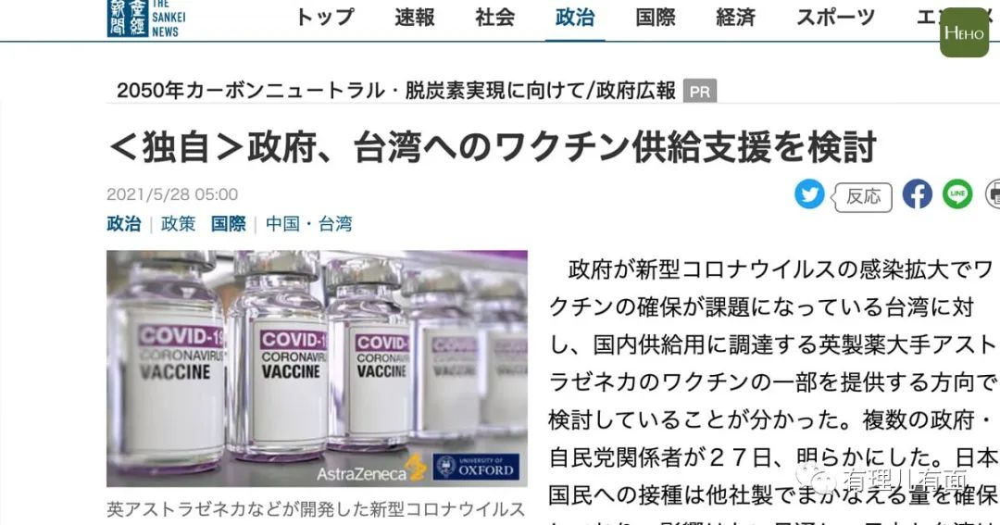 産經
新聞
THE
SANKEI
NEWS
トップ 速報 社会 政治 国際 経済 スポーツ
HEHO
2050年カーボンニュートラル・脱炭素実現に向けて/政府広報 PR
＜独自＞政府、台湾へのワクチン供給支援を検討
2021/5/28 05:00
反応
LINE
政治 | 政策 国際 | 中国・台湾
COVID-19
CORONAVIRUS
VACCINE
COVID-1
CORONAVIRU
VACCINE
COVID-1
CORONAVIRU
VACCINE
AstraZeneca
UNIVERSITY OF
OXFORD
英アストラゼネカなどが開発した新型コロナウイルス
政府が新型コロナウイルスの感染拡大でワ
クチンの確保が課題になっている台湾に対
し、国内供給用に調達する英製薬大手アスト
ラゼネカのワクチンの一部を提供する方向で
検討していることが分かった。複数の政府・
自民党関係者が２７日、明らかにした。日本
国民への接種は他社製でまかなえる量を確保
有理儿有面